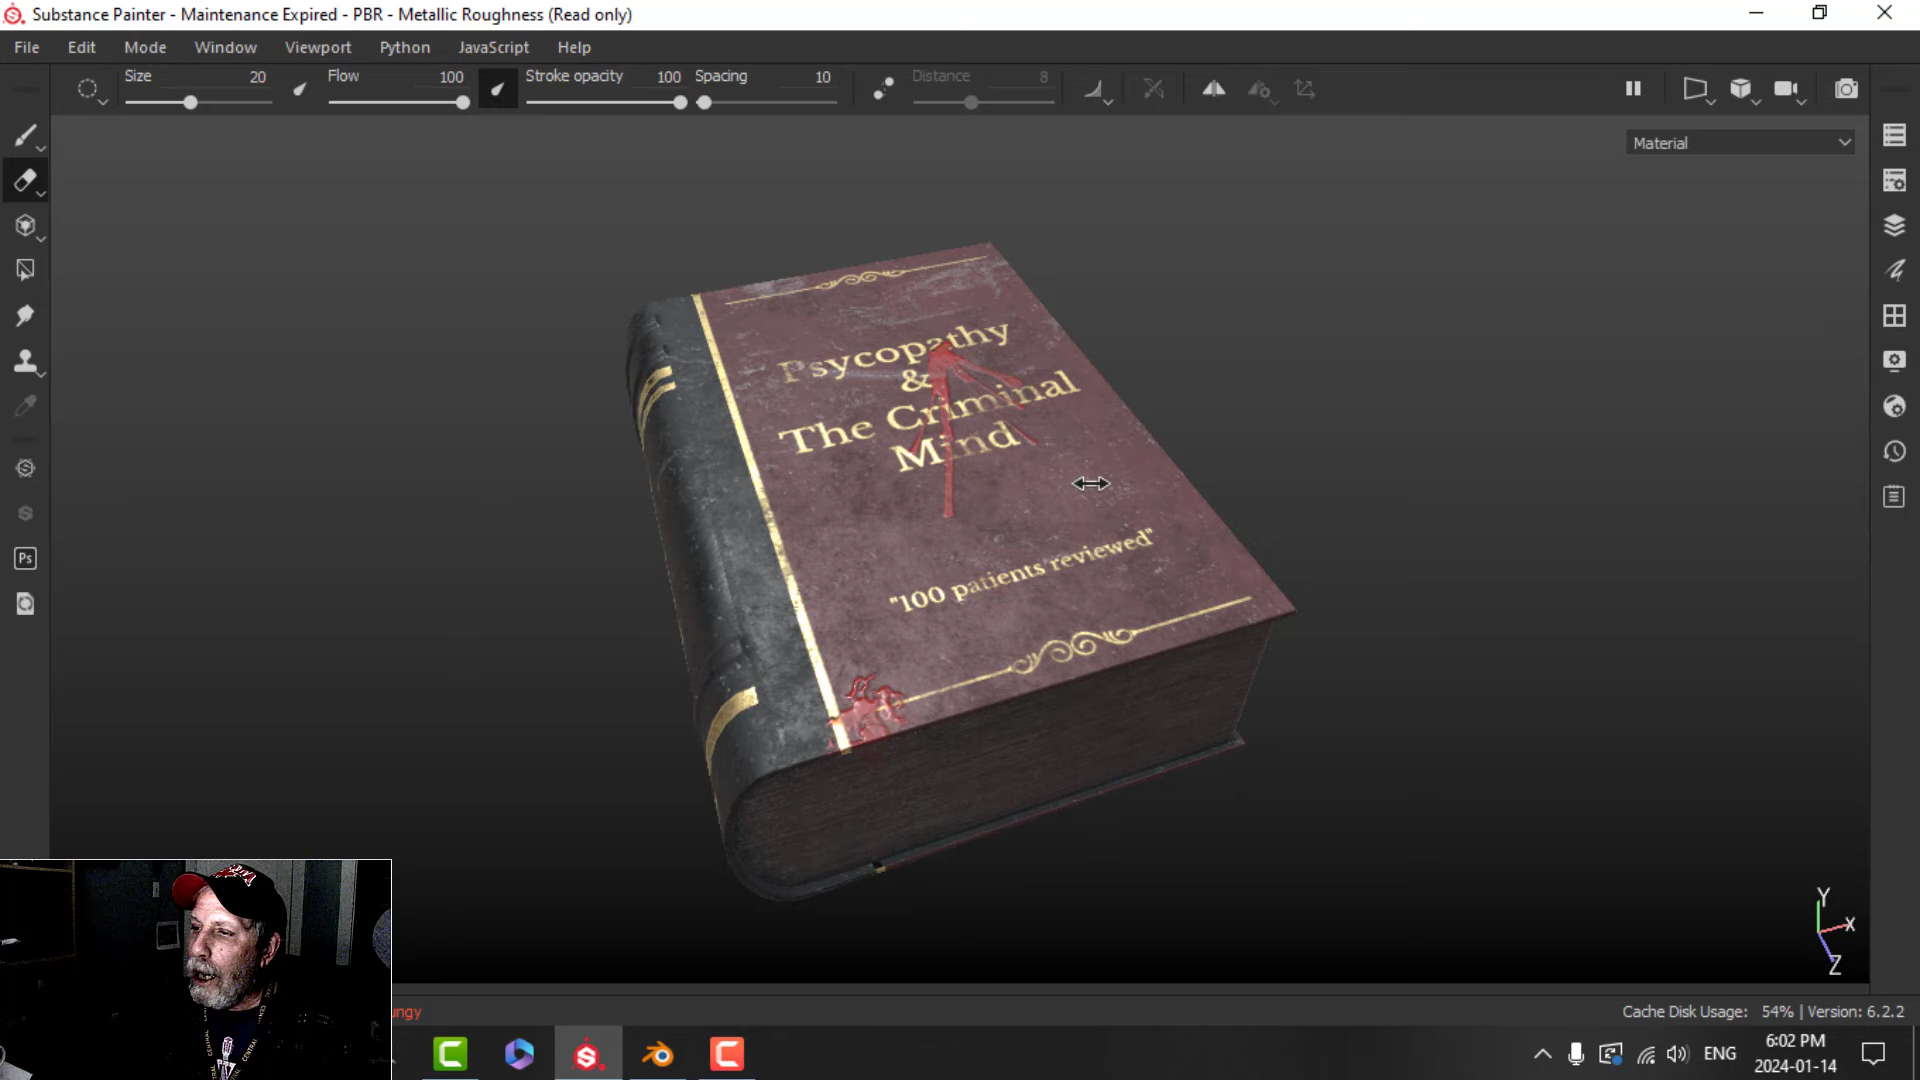 Substance Painter - Maintenance Expired - PBR - Metallic Roughness (Read only)
File Edit Mode Window Viewport Python JavaScript Help
Size 20 Flow 100 Stroke opacity 100 Spacing 10 Distance 8
Material
Psycopathy
&
The Criminal
Mind
"100 patients reviewed"
Ps
Y
X
Z
ungy
Cache Disk Usage: 54% | Version: 6.2.2
ENG
6:02 PM
2024-01-14